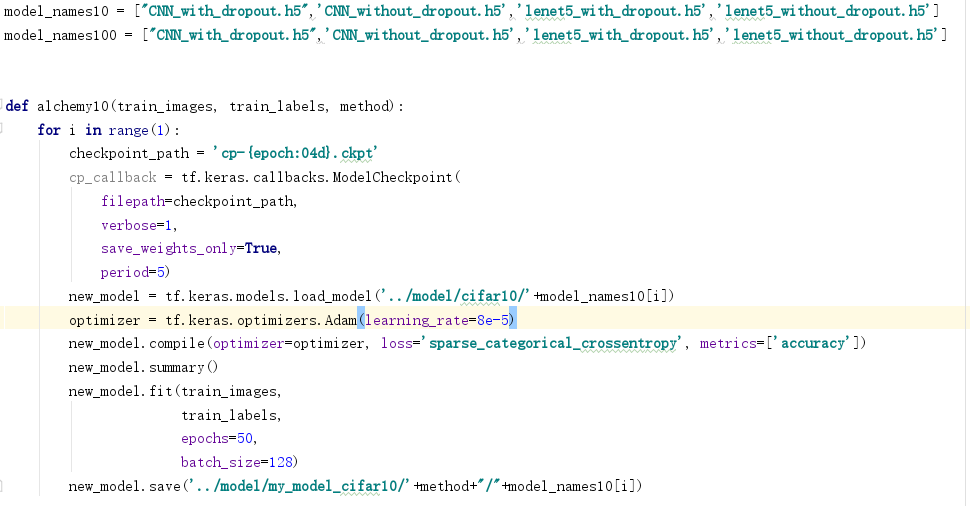 model_names10 = ["CNN_with_dropout.h5",'CNN_without_dropout.h5','lenet5_with_dropout.h5','lenet5_without_dropout.h5']
model_names100 = ["CNN_with_dropout.h5",'CNN_without_dropout.h5','lenet5_with_dropout.h5','lenet5_without_dropout.h5']
def alchemy10(train_images, train_labels, method):
    for i in range(1):
        checkpoint_path = 'cp-{epoch:04d}.ckpt'
        cp_callback = tf.keras.callbacks.ModelCheckpoint(
            filepath=checkpoint_path,
            verbose=1,
            save_weights_only=True,
            period=5)
        new_model = tf.keras.models.load_model('../model/cifar10/'+model_names10[i])
        optimizer = tf.keras.optimizers.Adam(learning_rate=8e-5)
        new_model.compile(optimizer=optimizer, loss='sparse_categorical_crossentropy', metrics=['accuracy'])
        new_model.summary()
        new_model.fit(train_images,
                      train_labels,
                      epochs=50,
                      batch_size=128)
        new_model.save('../model/my_model_cifar10/'+method+"/"+model_names10[i])